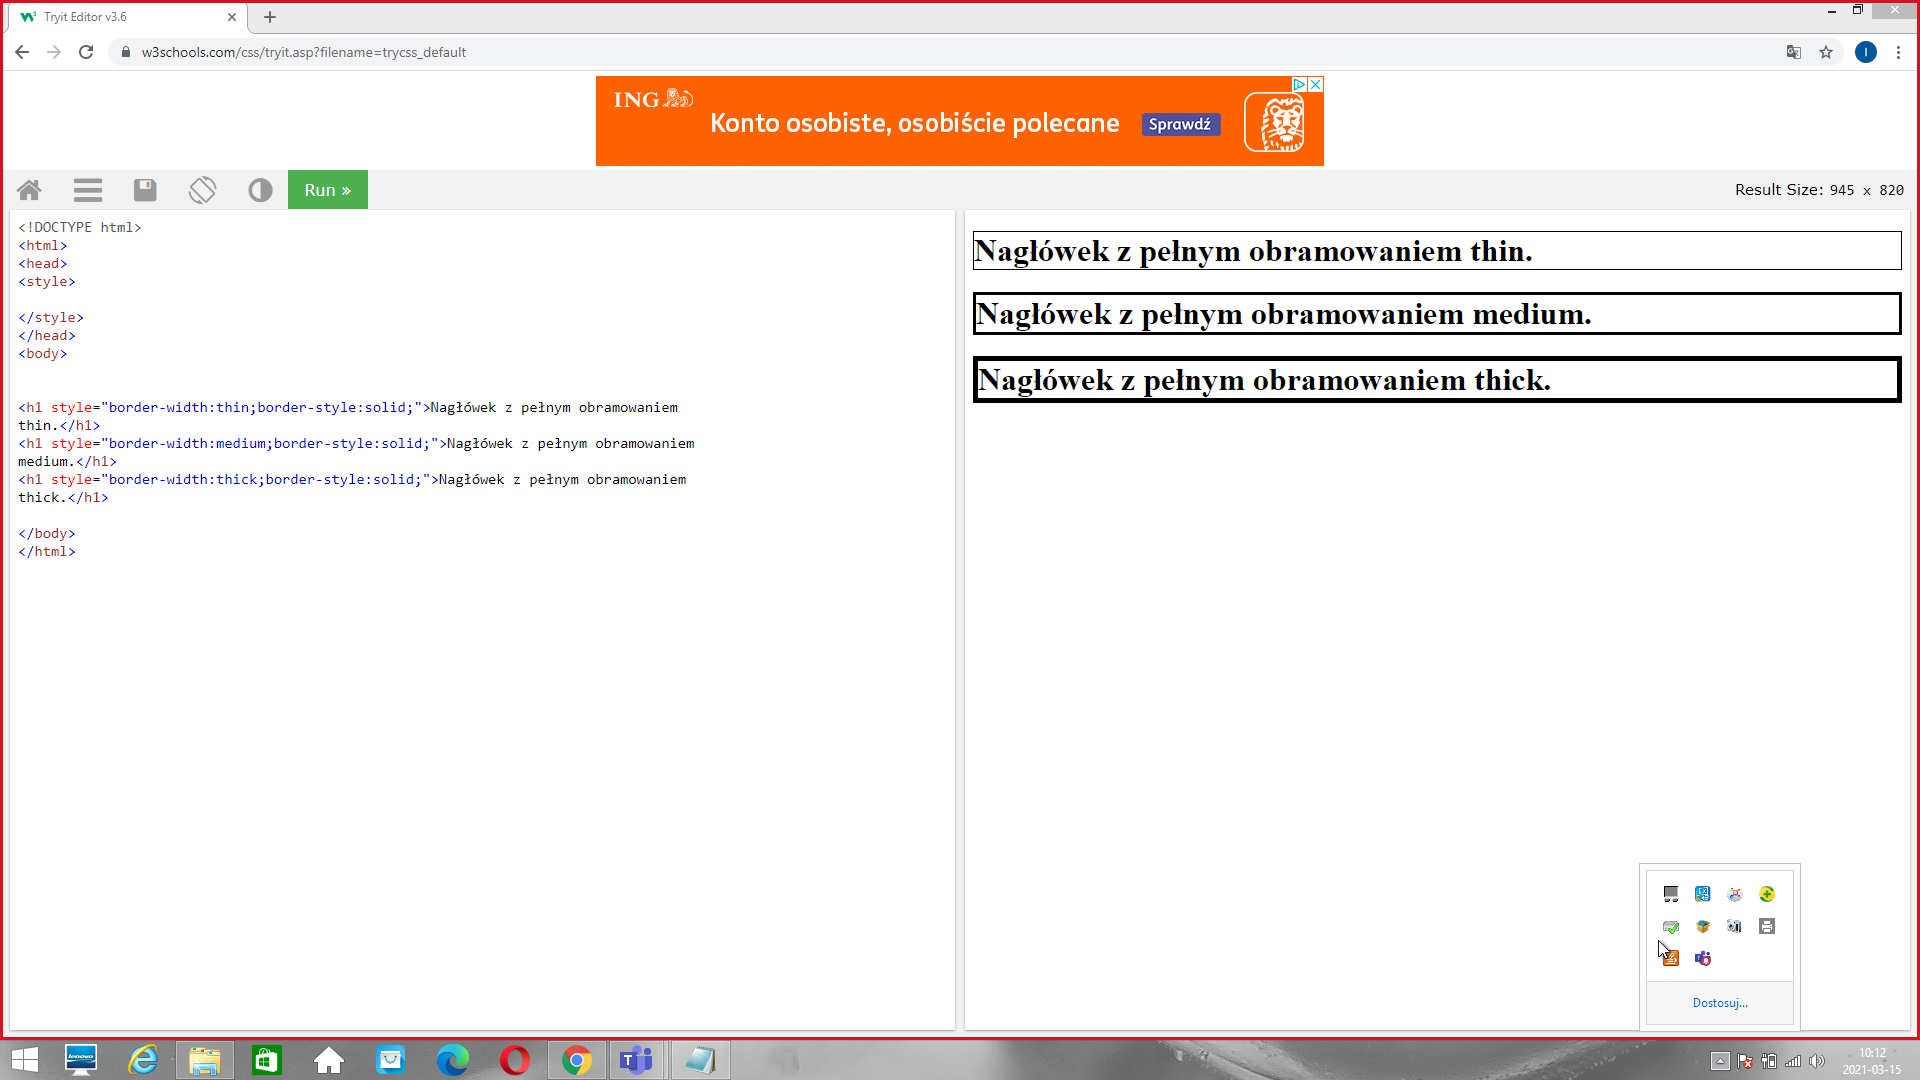 Tryit Editor v3.6
w3schools.com/css/tryit.asp?filename=trycss_default
I
ING
Konto osobiste, osobiście polecane
Sprawdź
Run »
Result Size: 945 x 820
<!DOCTYPE html>
<html>
<head>
<style>
</style>
</head>
<body>
<h1 style="border-width:thin;border-style:solid;">Nagłówek z pełnym obramowaniem
thin.</h1>
<h1 style="border-width:medium;border-style:solid;">Nagłówek z pełnym obramowaniem
medium.</h1>
<h1 style="border-width:thick;border-style:solid;">Nagłówek z pełnym obramowaniem
thick.</h1>
</body>
</html>
Nagłówek z pełnym obramowaniem thin.
Nagłówek z pełnym obramowaniem medium.
Nagłówek z pełnym obramowaniem thick.
Dostosuj...
lenovo
10:12
2021-03-15